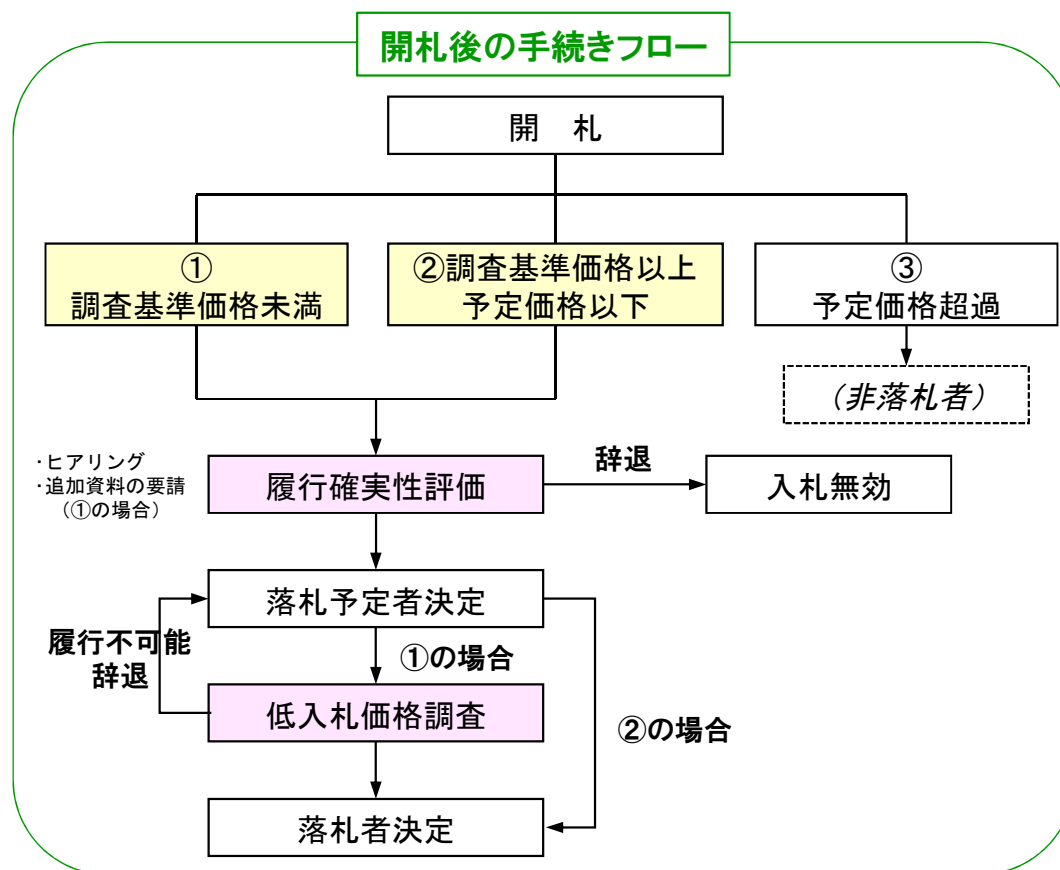 開札後の手続きフロー
開　札
①
調査基準価格未満
②調査基準価格以上
予定価格以下
③
予定価格超過
（非落札者）
・ヒアリング
・追加資料の要請
（①の場合）
履行確実性評価
辞退
入札無効
落札予定者決定
履行不可能
辞退
①の場合
低入札価格調査
②の場合
落札者決定